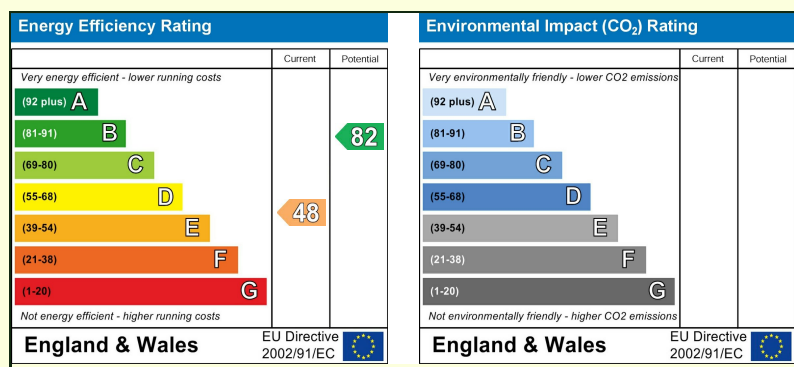 Energy Efficiency Rating
Current Potential
Very energy efficient - lower running costs
(92 plus) A
(81-91) B
82
(69-80) C
(55-68) D
48
(39-54) E
(21-38) F
(1-20) G
Not energy efficient - higher running costs
England & Wales
EU Directive
2002/91/EC
Environmental Impact (CO₂) Rating
Current Potential
Very environmentally friendly - lower CO2 emissions
(92 plus) A
(81-91) B
(69-80) C
(55-68) D
(39-54) E
(21-38) F
(1-20) G
Not environmentally friendly - higher CO2 emissions
England & Wales
EU Directive
2002/91/EC